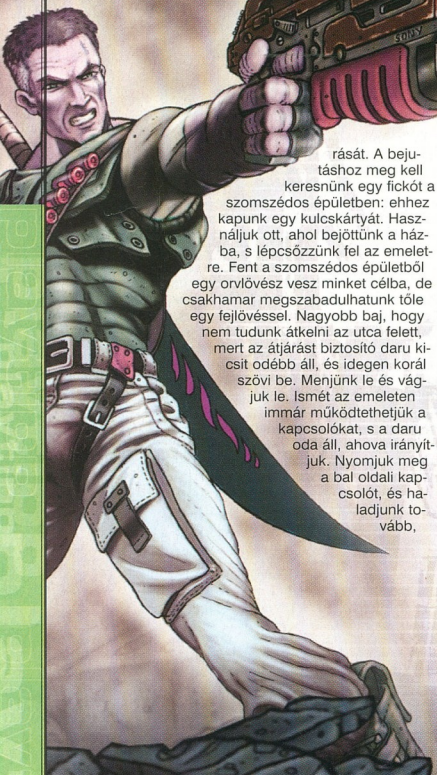 SONY
rását. A beju-
táshoz meg kell
keresnünk egy fickót a
szomszédos épületben: ehhez
kapunk egy kulcskártyát. Hasz-
náljuk ott, ahol bejöttünk a ház-
ba, s lépcsőzzünk fel az emelet-
re. Fent a szomszédos épületből
egy orvlövész vesz minket célba, de
csakhamar megszabadulhatunk tőle
egy fejlövéssel. Nagyobb baj, hogy
nem tudunk átkelni az utca felett,
mert az átjárást biztosító daru ki-
csit odébb áll, és idegen korál
szövi be. Menjünk le és vág-
juk le. Ismét az emeleten
immár működtethetjük a
kapcsolókat, s a daru
oda áll, ahova irányít-
juk. Nyomjuk meg
a bal oldali kap-
csolót, és ha-
ladjunk to-
vább,